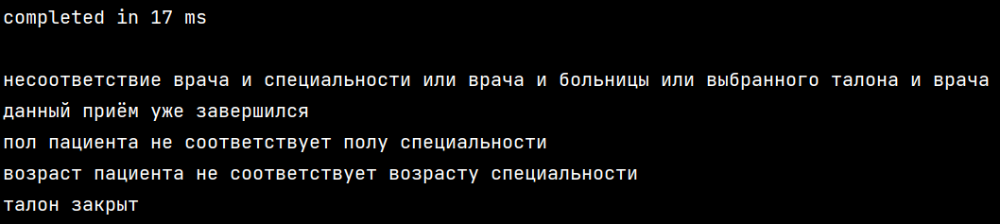 completed in 17 ms
несоответствие врача и специальности или врача и больницы или выбранного талона и врача
данный приём уже завершился
пол пациента не соответствует полу специальности
возраст пациента не соответствует возрасту специальности
талон закрыт